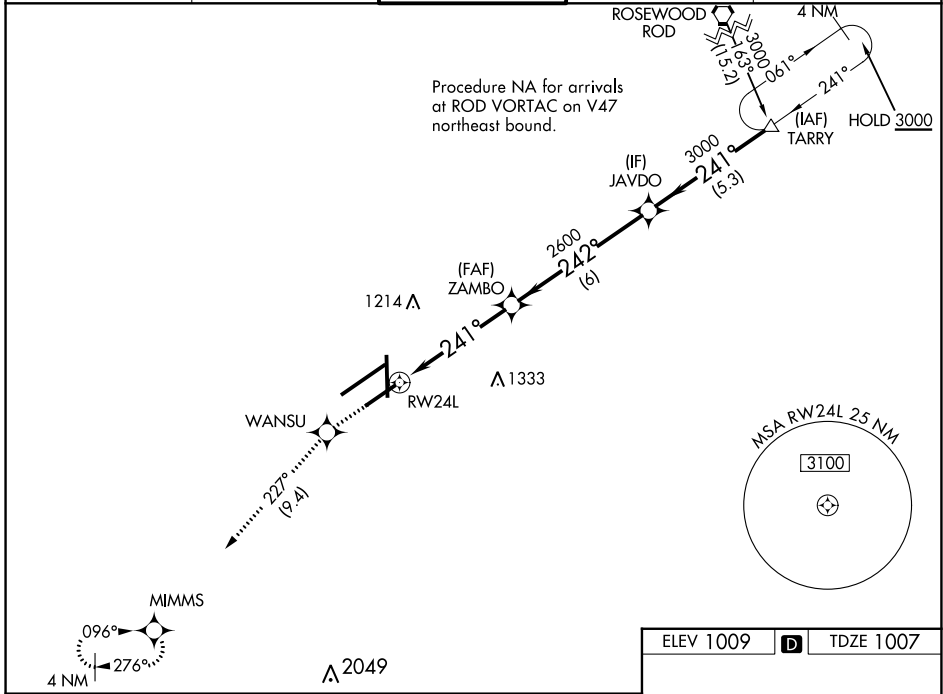 ROSEWOOD
ROD
3000
163°
(15.2)
4 NM
061°
241°
HOLD 3000
(IAF)
TARRY
Procedure NA for arrivals
at ROD VORTAC on V47
northeast bound.
3000
241°
(5.3)
(IF)
JAVDO
2600
242°
(6)
(FAF)
ZAMBO
1214
241°
1333
RW24L
WANSU
227°
(9.4)
MSA RW24L 25 NM
3100
MIMMS
096°
276°
4 NM
2049
ELEV 1009 D TDZE 1007